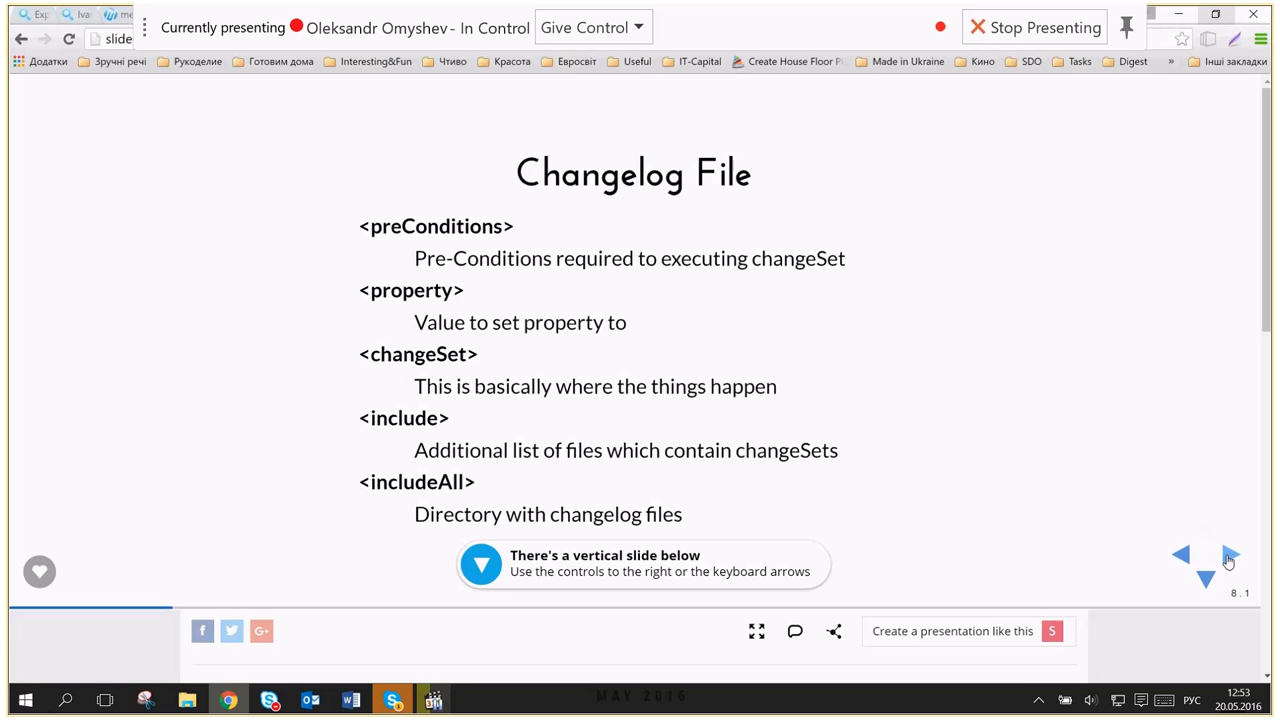 Exp
Iva
me
Currently presenting
Oleksandr Omyshev - In Control
Give Control
Stop Presenting
slide
Додатки
Зручні речі
Рукоделие
Готовим дома
Interesting&Fun
Чтиво
Красота
Евросвіт
Useful
IT-Capital
Create House Floor Pl
Made in Ukraine
Кино
SDO
Tasks
Digest
»
Інші закладки
Changelog File
<preConditions>
Pre-Conditions required to executing changeSet
<property>
Value to set property to
<changeSet>
This is basically where the things happen
<include>
Additional list of files which contain changeSets
<includeAll>
Directory with changelog files
There's a vertical slide below
Use the controls to the right or the keyboard arrows
8 . 1
Create a presentation like this
S
MAY 2016
РУС
12:53
20.05.2016